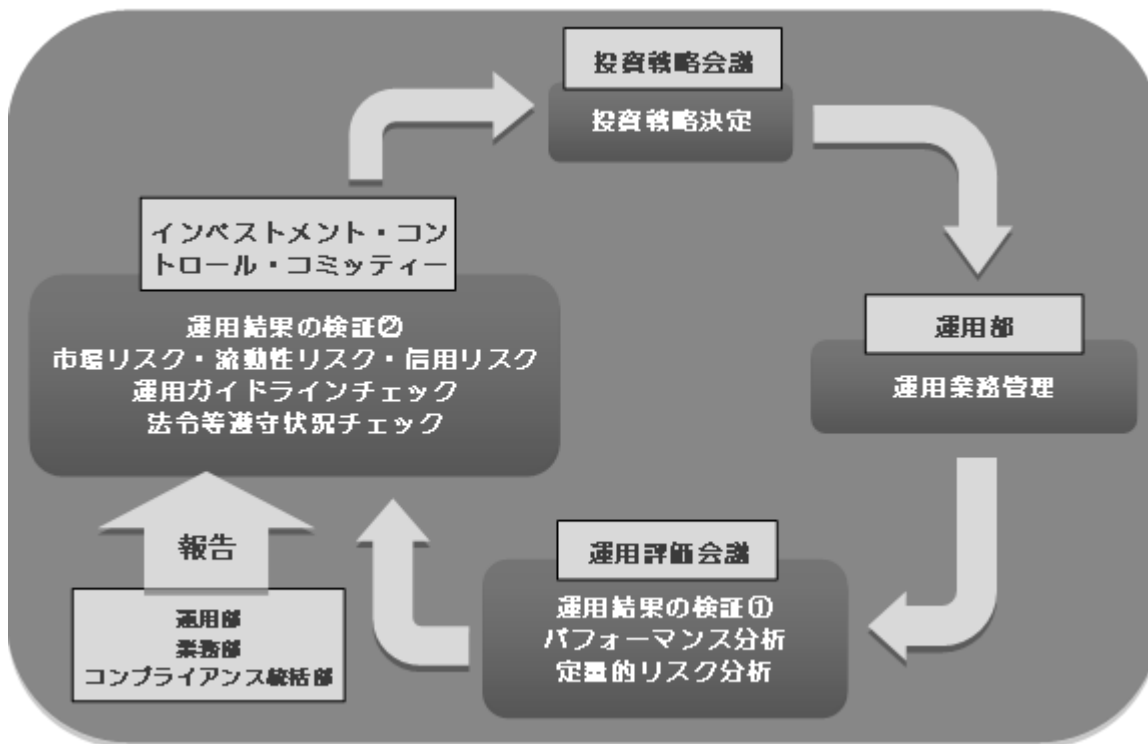 投資戦略会議
投資戦略決定
運用部
運用業務管理
運用評価会議
運用結果の検証①
パフォーマンス分析
定量的リスク分析
インベストメント・コン
トロール・コミッティー
運用結果の検証②
市場リスク・流動性リスク・信用リスク
運用ガイドラインチェック
法令等遵守状況チェック
報告
運用部
業務部
コンプライアンス統括部